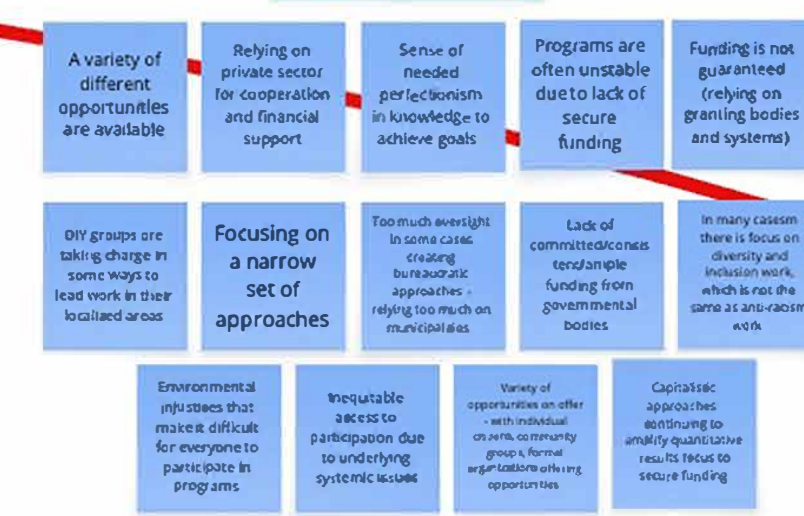 A variety of
different
opportunities
are available
Relying on
private sector
for cooperation
and financial
support
Sense of
needed
perfectionism
in knowledge to
achieve goals
Programs are
often unstable
due to lack of
secure
funding
Funding is not
guaranteed
(relying on
granting bodies
and systems)
DIY groups are
taking charge in
some ways to
lead work in their
localized areas
Focusing on
a narrow
set of
approaches
Too much oversight
in some cases
creating
bureaucratic
approaches -
relying too much on
municipalities
Lack of
committed/consis
tent/ample
funding from
governmental
bodies
In many casesm
there is focus on
diversity and
inclusion work,
which is not the
same as anti-racism
work
Environmental
injustices that
make it difficult
for everyone to
participate in
programs
Inequitable
access to
participation due
to underlying
systemic issues
Variety of
opportunities on offer
- with individual
citizens, community
groups, formal
organizations offering
opportunities
Capitalistic
approaches
continuing to
amplify quantitative
results focus to
secure funding